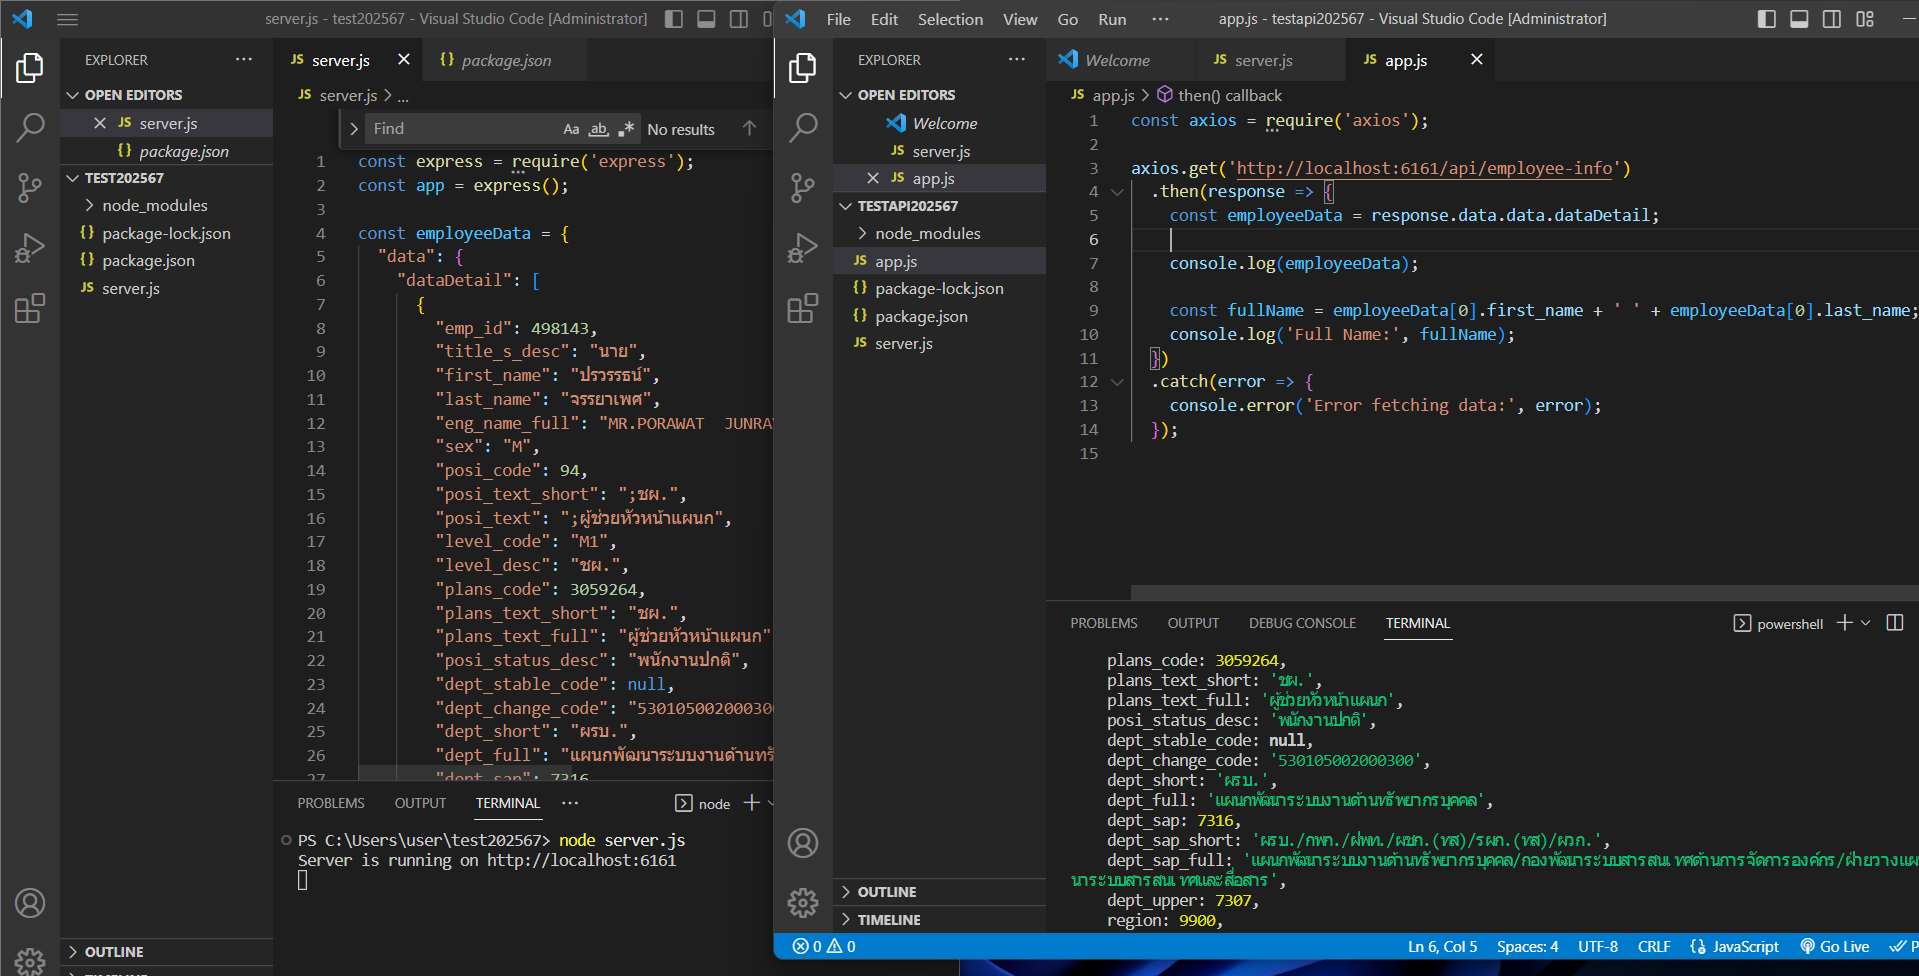 server.js - test202567 - Visual Studio Code [Administrator]
EXPLORER
OPEN EDITORS
JS server.js
{} package.json
TEST202567
node_modules
{} package-lock.json
{} package.json
JS server.js
OUTLINE
JS server.js
{} package.json
JS server.js > ...
Find
Aa ab .*
No results
1 const express = require('express');
2 const app = express();
3
4 const employeeData = {
5 "data": {
6 "dataDetail": [
7 {
8 "emp_id": 498143,
9 "title_s_desc": "นาย",
10 "first_name": "ปรวรรธน์",
11 "last_name": "จรรยาเพศ",
12 "eng_name_full": "MR.PORAWAT  JUNRAY
13 "sex": "M",
14 "posi_code": 94,
15 "posi_text_short": ";ชผ.",
16 "posi_text": ";ผู้ช่วยหัวหน้าแผนก",
17 "level_code": "M1",
18 "level_desc": "ชผ.",
19 "plans_code": 3059264,
20 "plans_text_short": "ชผ.",
21 "plans_text_full": "ผู้ช่วยหัวหน้าแผนก"
22 "posi_status_desc": "พนักงานปกติ",
23 "dept_stable_code": null,
24 "dept_change_code": "530105002000300
25 "dept_short": "ผรบ.",
26 "dept_full": "แผนกพัฒนาระบบงานด้านทรั
27 "dept_sap": 7316
PROBLEMS OUTPUT TERMINAL ... node
PS C:\Users\user\test202567> node server.js
Server is running on http://localhost:6161
File Edit Selection View Go Run ...
app.js - testapi202567 - Visual Studio Code [Administrator]
EXPLORER
OPEN EDITORS
Welcome
JS server.js
JS app.js
TESTAPI202567
node_modules
JS app.js
{} package-lock.json
{} package.json
JS server.js
OUTLINE
TIMELINE
Welcome
JS server.js
JS app.js
JS app.js > then() callback
1 const axios = require('axios');
2
3 axios.get('http://localhost:6161/api/employee-info')
4 .then(response => {
5 const employeeData = response.data.data.dataDetail;
6
7 console.log(employeeData);
8
9 const fullName = employeeData[0].first_name + ' ' + employeeData[0].last_name;
10 console.log('Full Name:', fullName);
11 })
12 .catch(error => {
13 console.error('Error fetching data:', error);
14 });
15
PROBLEMS OUTPUT DEBUG CONSOLE TERMINAL powershell
plans_code: 3059264,
plans_text_short: 'ชผ.',
plans_text_full: 'ผู้ช่วยหัวหน้าแผนก',
posi_status_desc: 'พนักงานปกติ',
dept_stable_code: null,
dept_change_code: '530105002000300',
dept_short: 'ผรบ.',
dept_full: 'แผนกพัฒนาระบบงานด้านทรัพยากรบุคคล',
dept_sap: 7316,
dept_sap_short: 'ผรบ./กพท./ฝพท./ผชก.(ทส)/รผก.(ทส)/ผวก.',
dept_sap_full: 'แผนกพัฒนาระบบงานด้านทรัพยากรบุคคล/กองพัฒนาระบบสารสนเทศด้านการจัดการองค์กร/ฝ่ายวางแผ
นาระบบสารสนเทศและสื่อสาร',
dept_upper: 7307,
region: 9900,
0 0
Ln 6, Col 5 Spaces: 4 UTF-8 CRLF {} JavaScript Go Live P